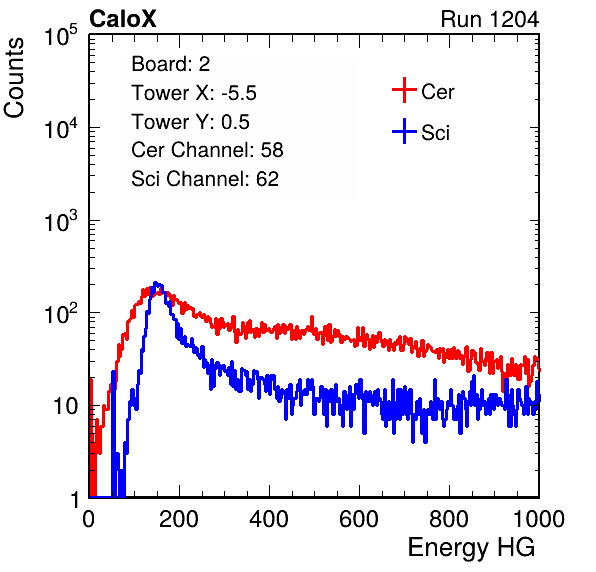 CaloX Run 1204
Counts
Board: 2
Tower X: -5.5
Tower Y: 0.5
Cer Channel: 58
Sci Channel: 62
Cer
Sci
10^5
10^4
10^3
10^2
10
1
0 200 400 600 800 1000
Energy HG